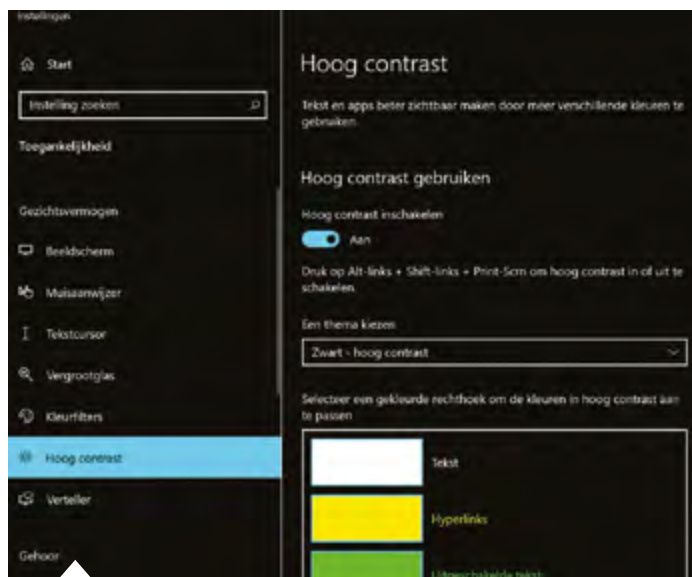 Instellingen
Start
Instelling zoeken
Toegankelijkheid
Gezichtsvermogen
Beeldscherm
Muisaanwijzer
Tekstcursor
Vergrootglas
Kleurfilters
Hoog contrast
Verteller
Gehoor
Hoog contrast
Tekst en apps beter zichtbaar maken door meer verschillende kleuren te
gebruiken.
Hoog contrast gebruiken
Hoog contrast inschakelen
Aan
Druk op Alt-links + Shift-links + Print-Scrn om hoog contrast in of uit te
schakelen.
Een thema kiezen
Zwart - hoog contrast
Selecteer een gekleurde rechthoek om de kleuren in hoog contrast aan
te passen
Tekst
Hyperlinks
Uitgeschakelde tekst